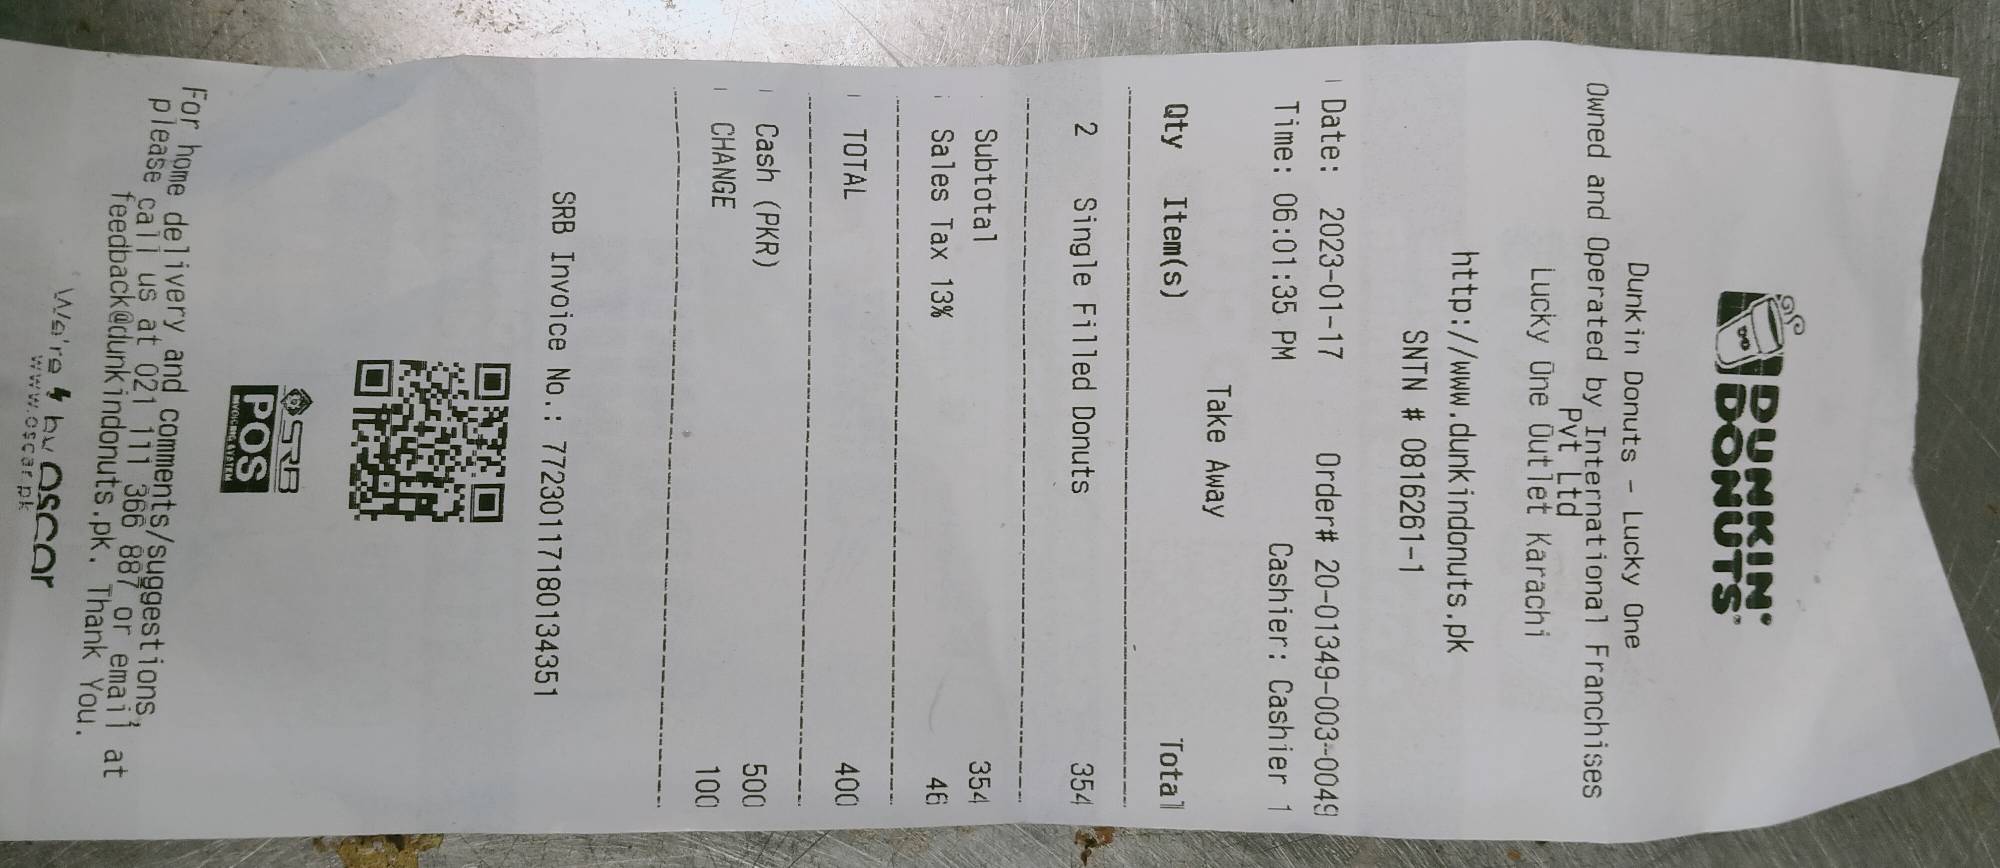 DUNKIN'
DONUTS
Dunkin Donuts - Lucky One
Owned and Operated by International Franchises
Pvt Ltd
Lucky One Outlet Karachi
http://www.dunkindonuts.pk
SNTN # 0816261-1
Date: 2023-01-17 Order# 20-01349-003-0049
Time: 06:01:35 PM Cashier: Cashier 1
Take Away
Qty Item(s) Total
2 Single Filled Donuts 354
Subtotal 354
Sales Tax 13% 46
TOTAL 400
Cash (PKR) 500
CHANGE 100
SRB Invoice No.: 772301171718013 4351
SRB
POS
INVOICING SYSTEM
For home delivery and comments/suggestions,
please call us at 021 111 366 887 or email at
feedback@dunkindonuts.pk. Thank You.
We're by oscar
www.oscar.pk